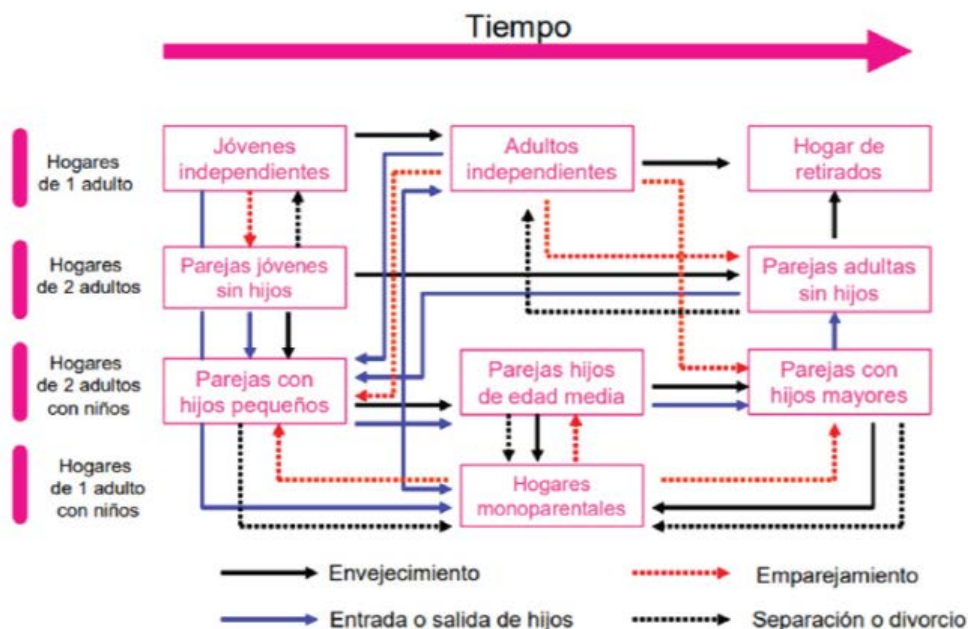 Tiempo
Hogares
de 1 adulto
Jóvenes
independientes
Adultos
independientes
Hogar de
retirados
Hogares
de 2 adultos
Parejas jóvenes
sin hijos
Parejas adultas
sin hijos
Hogares
de 2 adultos
con niños
Parejas con
hijos pequeños
Parejas hijos
de edad media
Parejas con
hijos mayores
Hogares
de 1 adulto
con niños
Hogares
monoparentales
Envejecimiento
Emparejamiento
Entrada o salida de hijos
Separación o divorcio